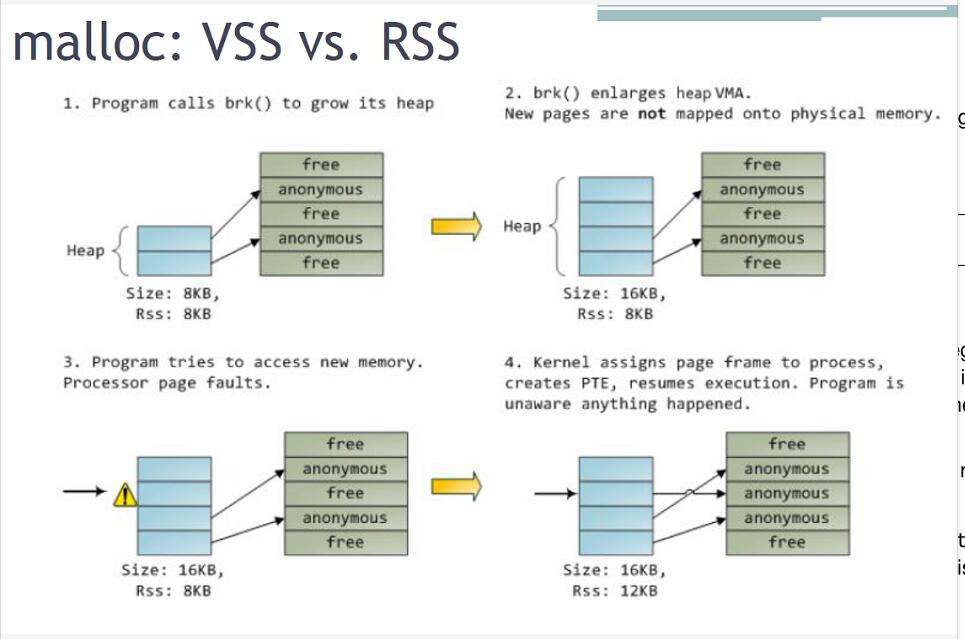 malloc: VSS vs. RSS
1. Program calls brk() to grow its heap
2. brk() enlarges heap VMA.
New pages are not mapped onto physical memory.
free
anonymous
free
anonymous
free
Heap
Size: 8KB,
Rss: 8KB
free
anonymous
free
anonymous
free
Heap
Size: 16KB,
Rss: 8KB
3. Program tries to access new memory.
Processor page faults.
4. Kernel assigns page frame to process,
creates PTE, resumes execution. Program is
unaware anything happened.
free
anonymous
free
anonymous
free
Size: 16KB,
Rss: 8KB
free
anonymous
anonymous
anonymous
free
Size: 16KB,
Rss: 12KB